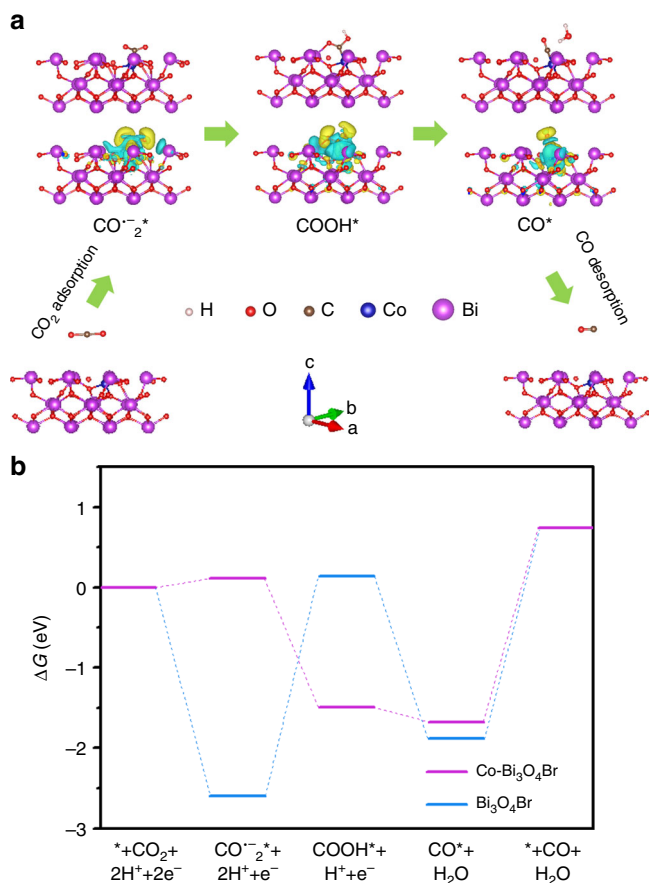 a
CO•−2* COOH* CO*
CO2 adsorption
CO desorption
H O C Co Bi
c
b
a
b
1
0
−1
−2
−3
ΔG (eV)
Co-Bi3O4Br
Bi3O4Br
*+CO2+ CO•−2*+ COOH*+ CO*+ *+CO+
2H++2e− 2H++e− H++e− H2O H2O